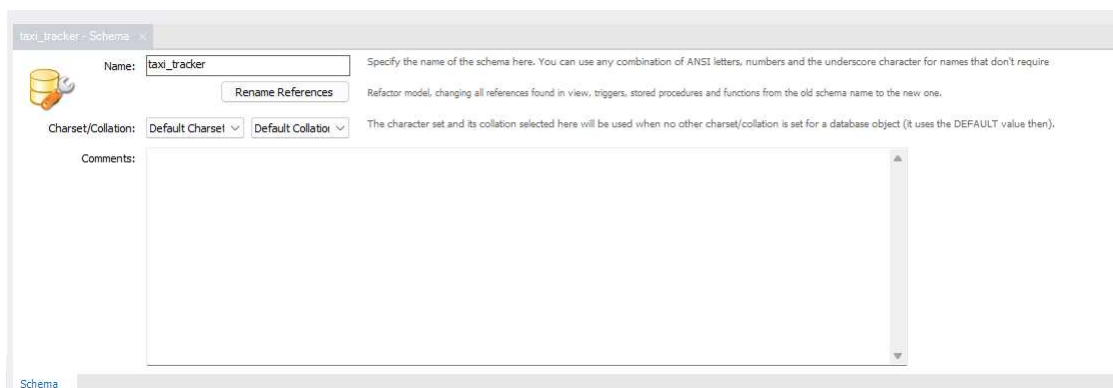 taxi_tracker - Schema ×
Name: taxi_tracker Specify the name of the schema here. You can use any combination of ANSI letters, numbers and the underscore character for names that don't require
Rename References Refactor model, changing all references found in view, triggers, stored procedures and functions from the old schema name to the new one.
Charset/Collation: Default Charset Default Collation The character set and its collation selected here will be used when no other charset/collation is set for a database object (it uses the DEFAULT value then).
Comments:
Schema